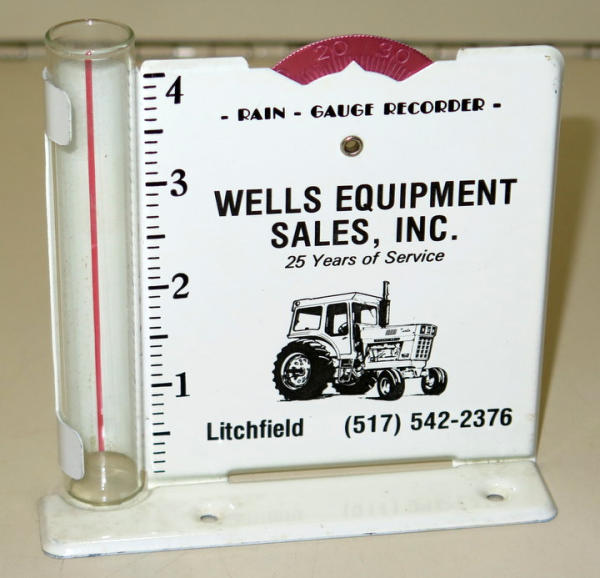 20 30
- RAIN - GAUGE RECORDER -
WELLS EQUIPMENT
SALES, INC.
25 Years of Service
Litchfield (517) 542-2376
4
3
2
1